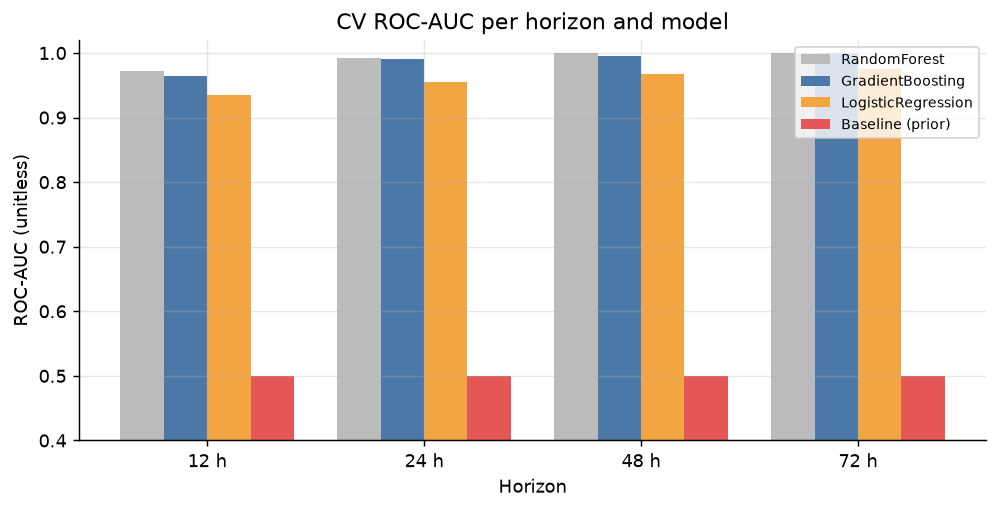 CV ROC-AUC per horizon and model
RandomForest
GradientBoosting
LogisticRegression
Baseline (prior)
ROC-AUC (unitless)
1.0
0.9
0.8
0.7
0.6
0.5
0.4
12 h
24 h
48 h
72 h
Horizon